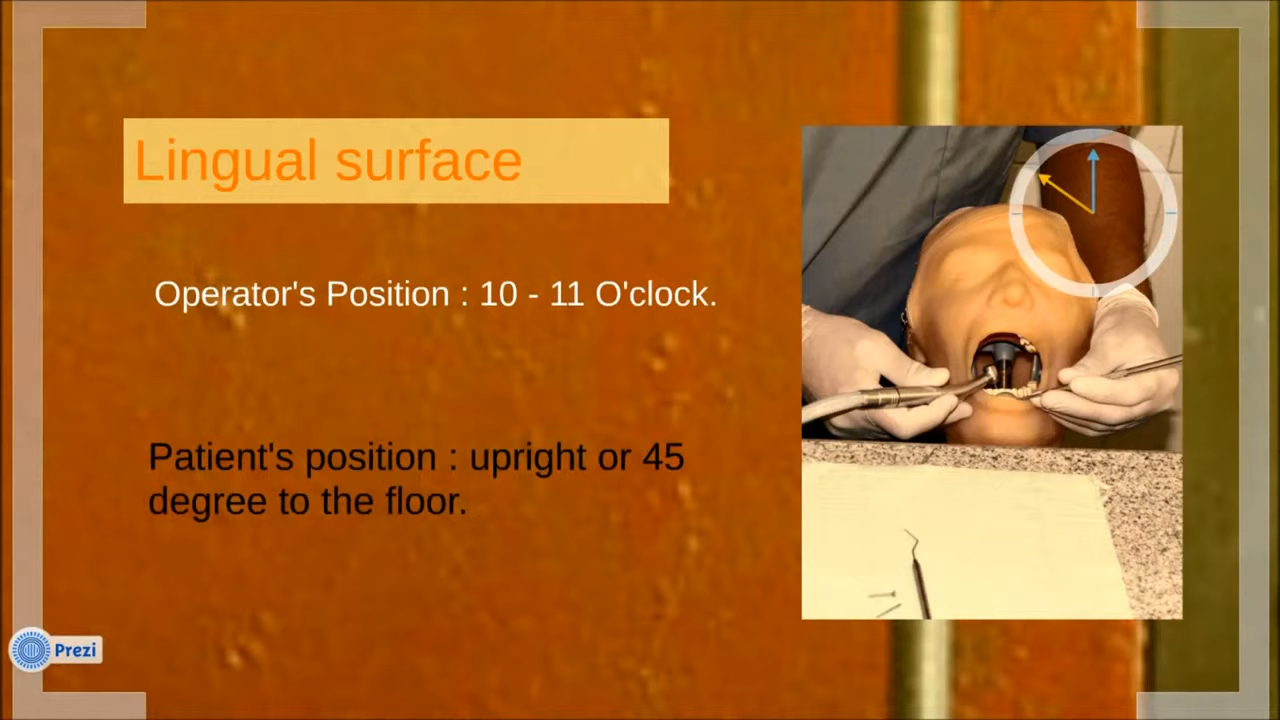 Lingual surface
Operator's Position : 10 - 11 O'clock.
Patient's position : upright or 45
degree to the floor.
Prezi